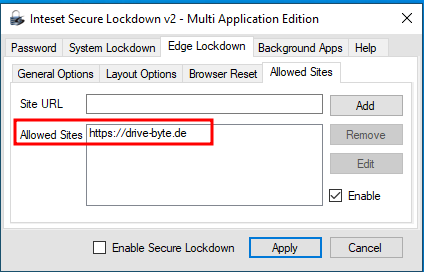 Inteset Secure Lockdown v2 - Multi Application Edition
Password System Lockdown Edge Lockdown Background Apps Help
General Options Layout Options Browser Reset Allowed Sites
Site URL Add
Allowed Sites https://drive-byte.de Remove
Edit
Enable
Enable Secure Lockdown Apply Cancel